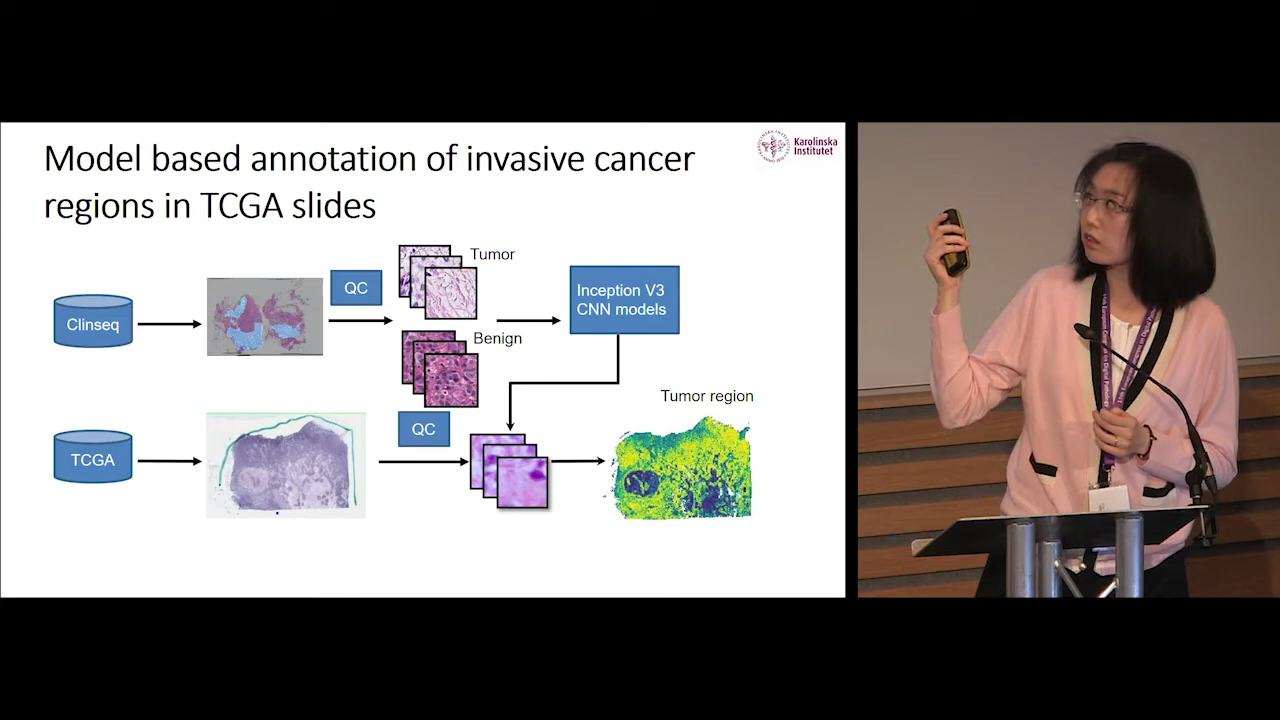 Model based annotation of invasive cancer
regions in TCGA slides
Karolinska
Institutet
Tumor
QC
Clinseq
Inception V3
CNN models
Benign
Tumor region
QC
TCGA